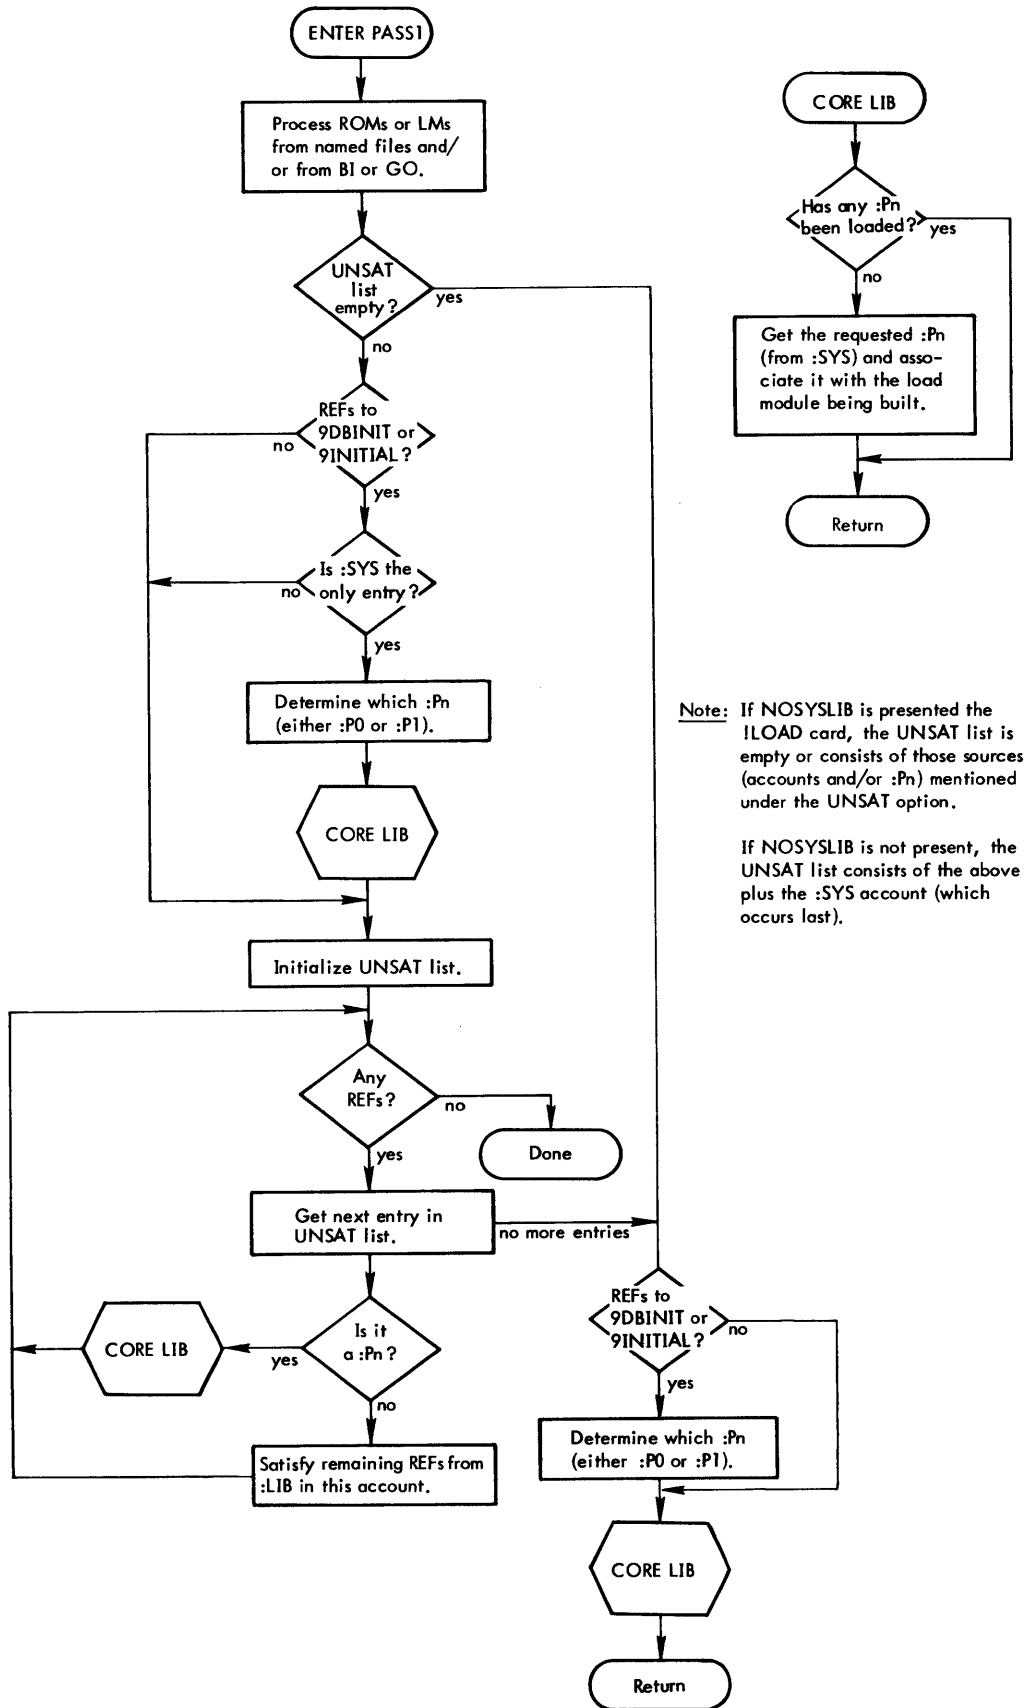 ENTER PASS1
Process ROMs or LMs
from named files and/
or from BI or GO.
UNSAT
list
empty?
yes
no
REFs to
9DBINIT or
9INITIAL?
no
yes
Is :SYS the
only entry?
no
yes
Determine which :Pn
(either :P0 or :P1).
CORE LIB
Initialize UNSAT list.
Any
REFs?
no
Done
yes
Get next entry in
UNSAT list.
no more entries
Is it
a :Pn?
yes
CORE LIB
no
Satisfy remaining REFs from
:LIB in this account.
REFs to
9DBINIT or
9INITIAL?
no
yes
Determine which :Pn
(either :P0 or :P1).
CORE LIB
Return
CORE LIB
Has any :Pn
been loaded?
yes
no
Get the requested :Pn
(from :SYS) and asso-
ciate it with the load
module being built.
Return
Note: If NOSYSLIB is presented the
!LOAD card, the UNSAT list is
empty or consists of those sources
(accounts and/or :Pn) mentioned
under the UNSAT option.
If NOSYSLIB is not present, the
UNSAT list consists of the above
plus the :SYS account (which
occurs last).